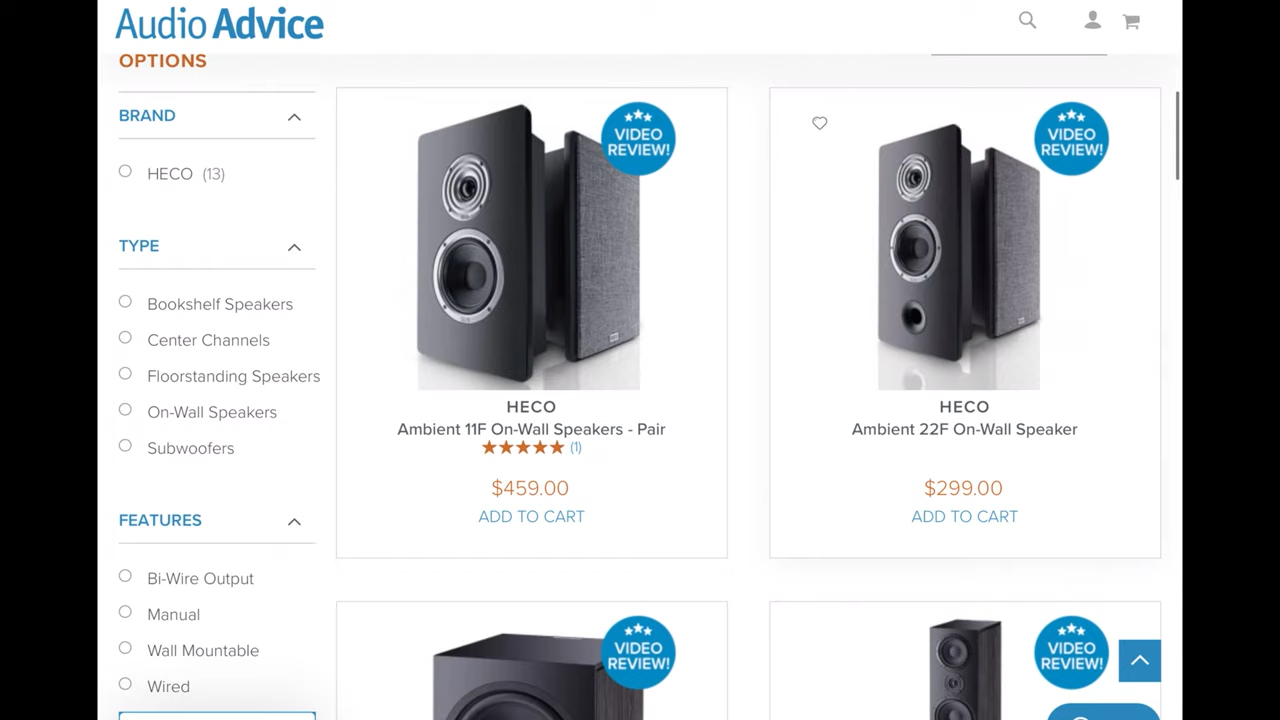 Audio Advice
OPTIONS
BRAND
HECO (13)
TYPE
Bookshelf Speakers
Center Channels
Floorstanding Speakers
On-Wall Speakers
Subwoofers
FEATURES
Bi-Wire Output
Manual
Wall Mountable
Wired
VIDEO
REVIEW!
HECO
Ambient 11F On-Wall Speakers - Pair
(1)
$459.00
ADD TO CART
VIDEO
REVIEW!
HECO
Ambient 22F On-Wall Speaker
$299.00
ADD TO CART
VIDEO
REVIEW!
VIDEO
REVIEW!